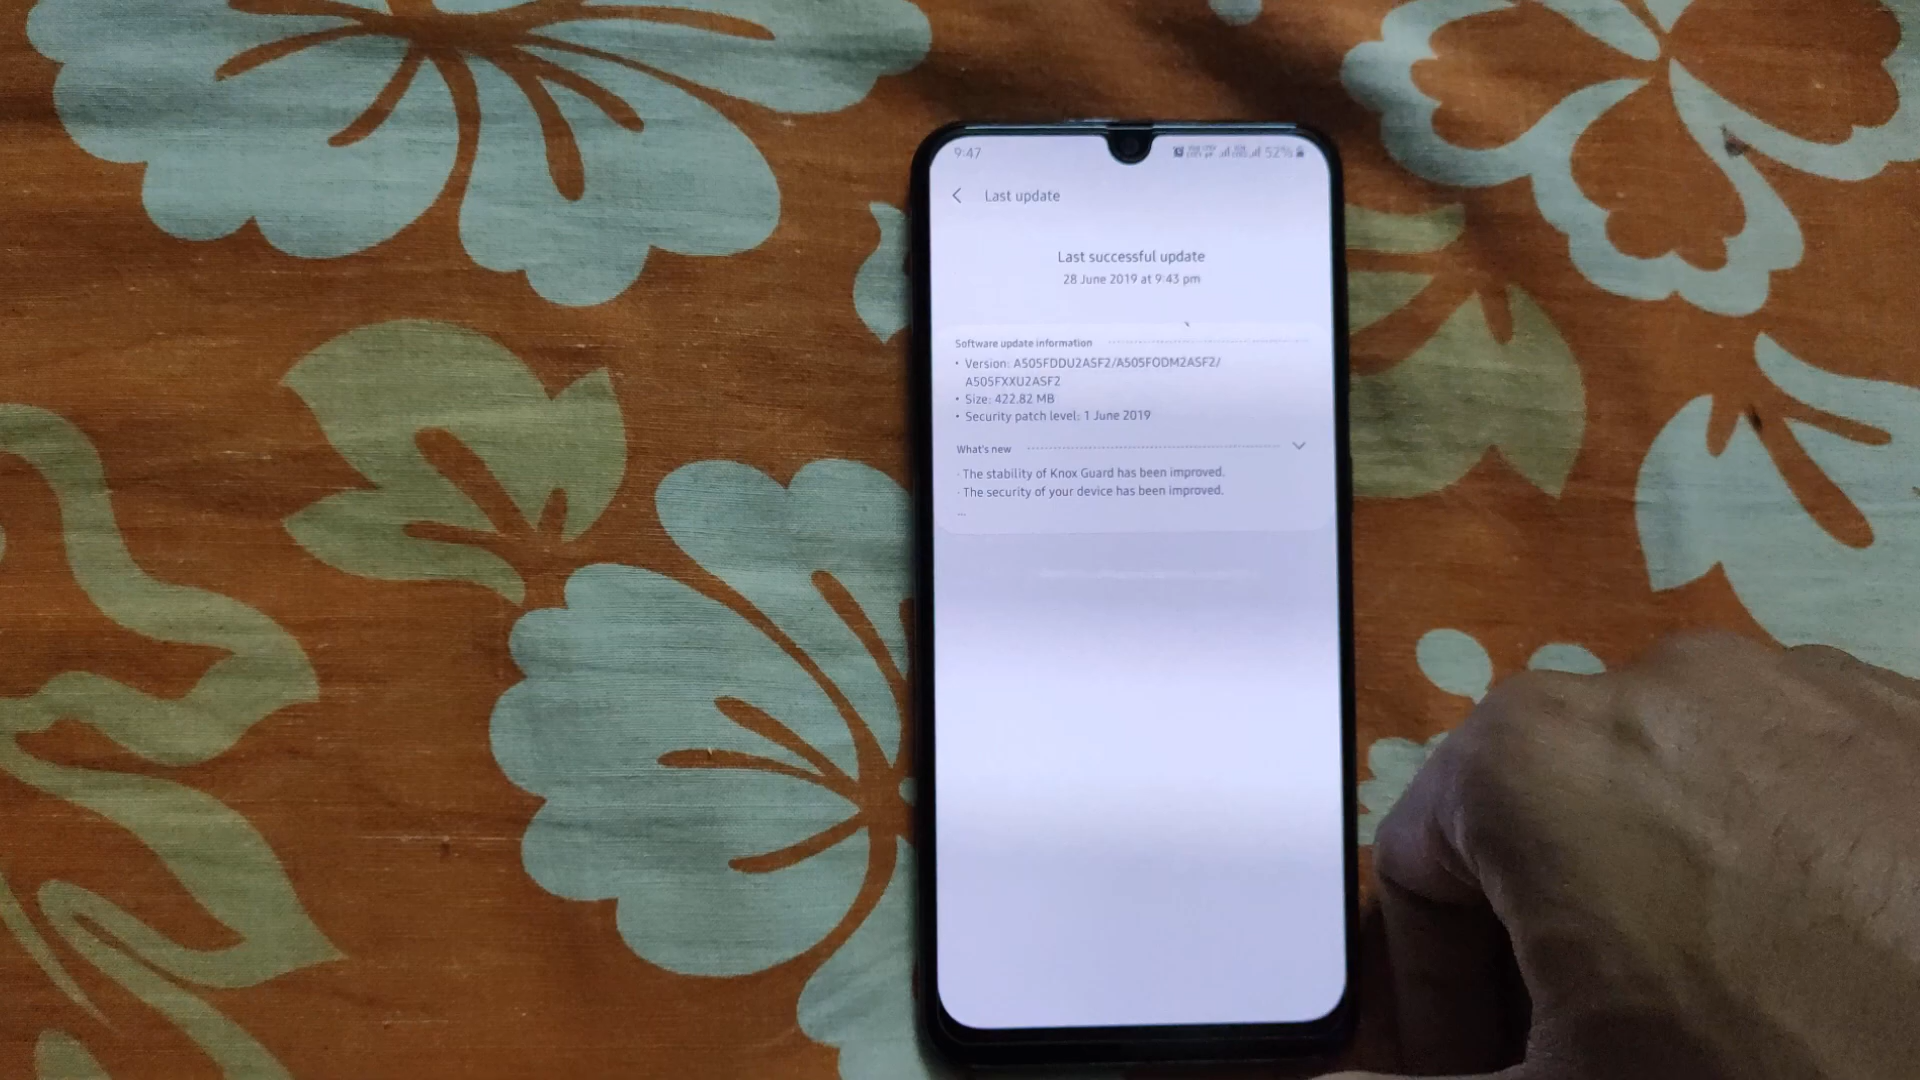 9:47
52%
Last update
Last successful update
28 June 2019 at 9:43 pm
Software update information
• Version: A505FDDU2ASF2/A505FODM2ASF2/
A505FXXU2ASF2
• Size: 422.82 MB
• Security patch level: 1 June 2019
What's new
· The stability of Knox Guard has been improved.
· The security of your device has been improved.
...